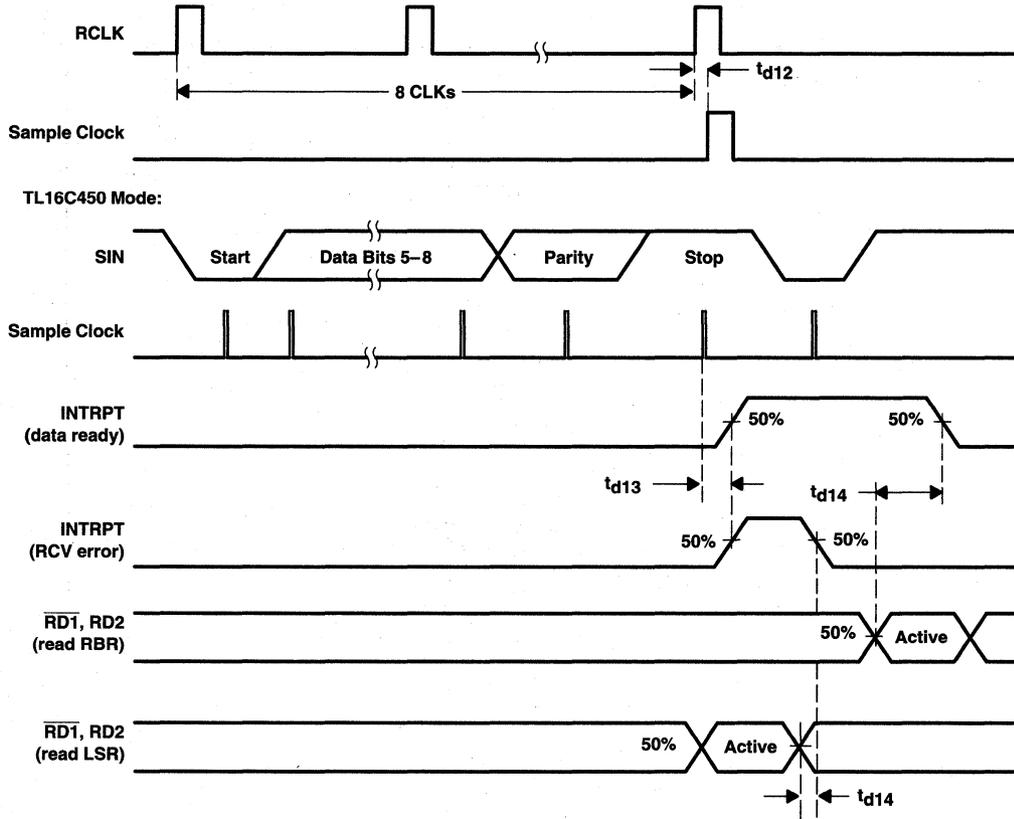 RCLK
td12
8 CLKs
Sample Clock
TL16C450 Mode:
SIN
Start
Data Bits 5–8
Parity
Stop
Sample Clock
INTRPT
(data ready)
50%
50%
td13
td14
INTRPT
(RCV error)
50%
50%
RD1, RD2
(read RBR)
50%
Active
RD1, RD2
(read LSR)
50%
Active
td14